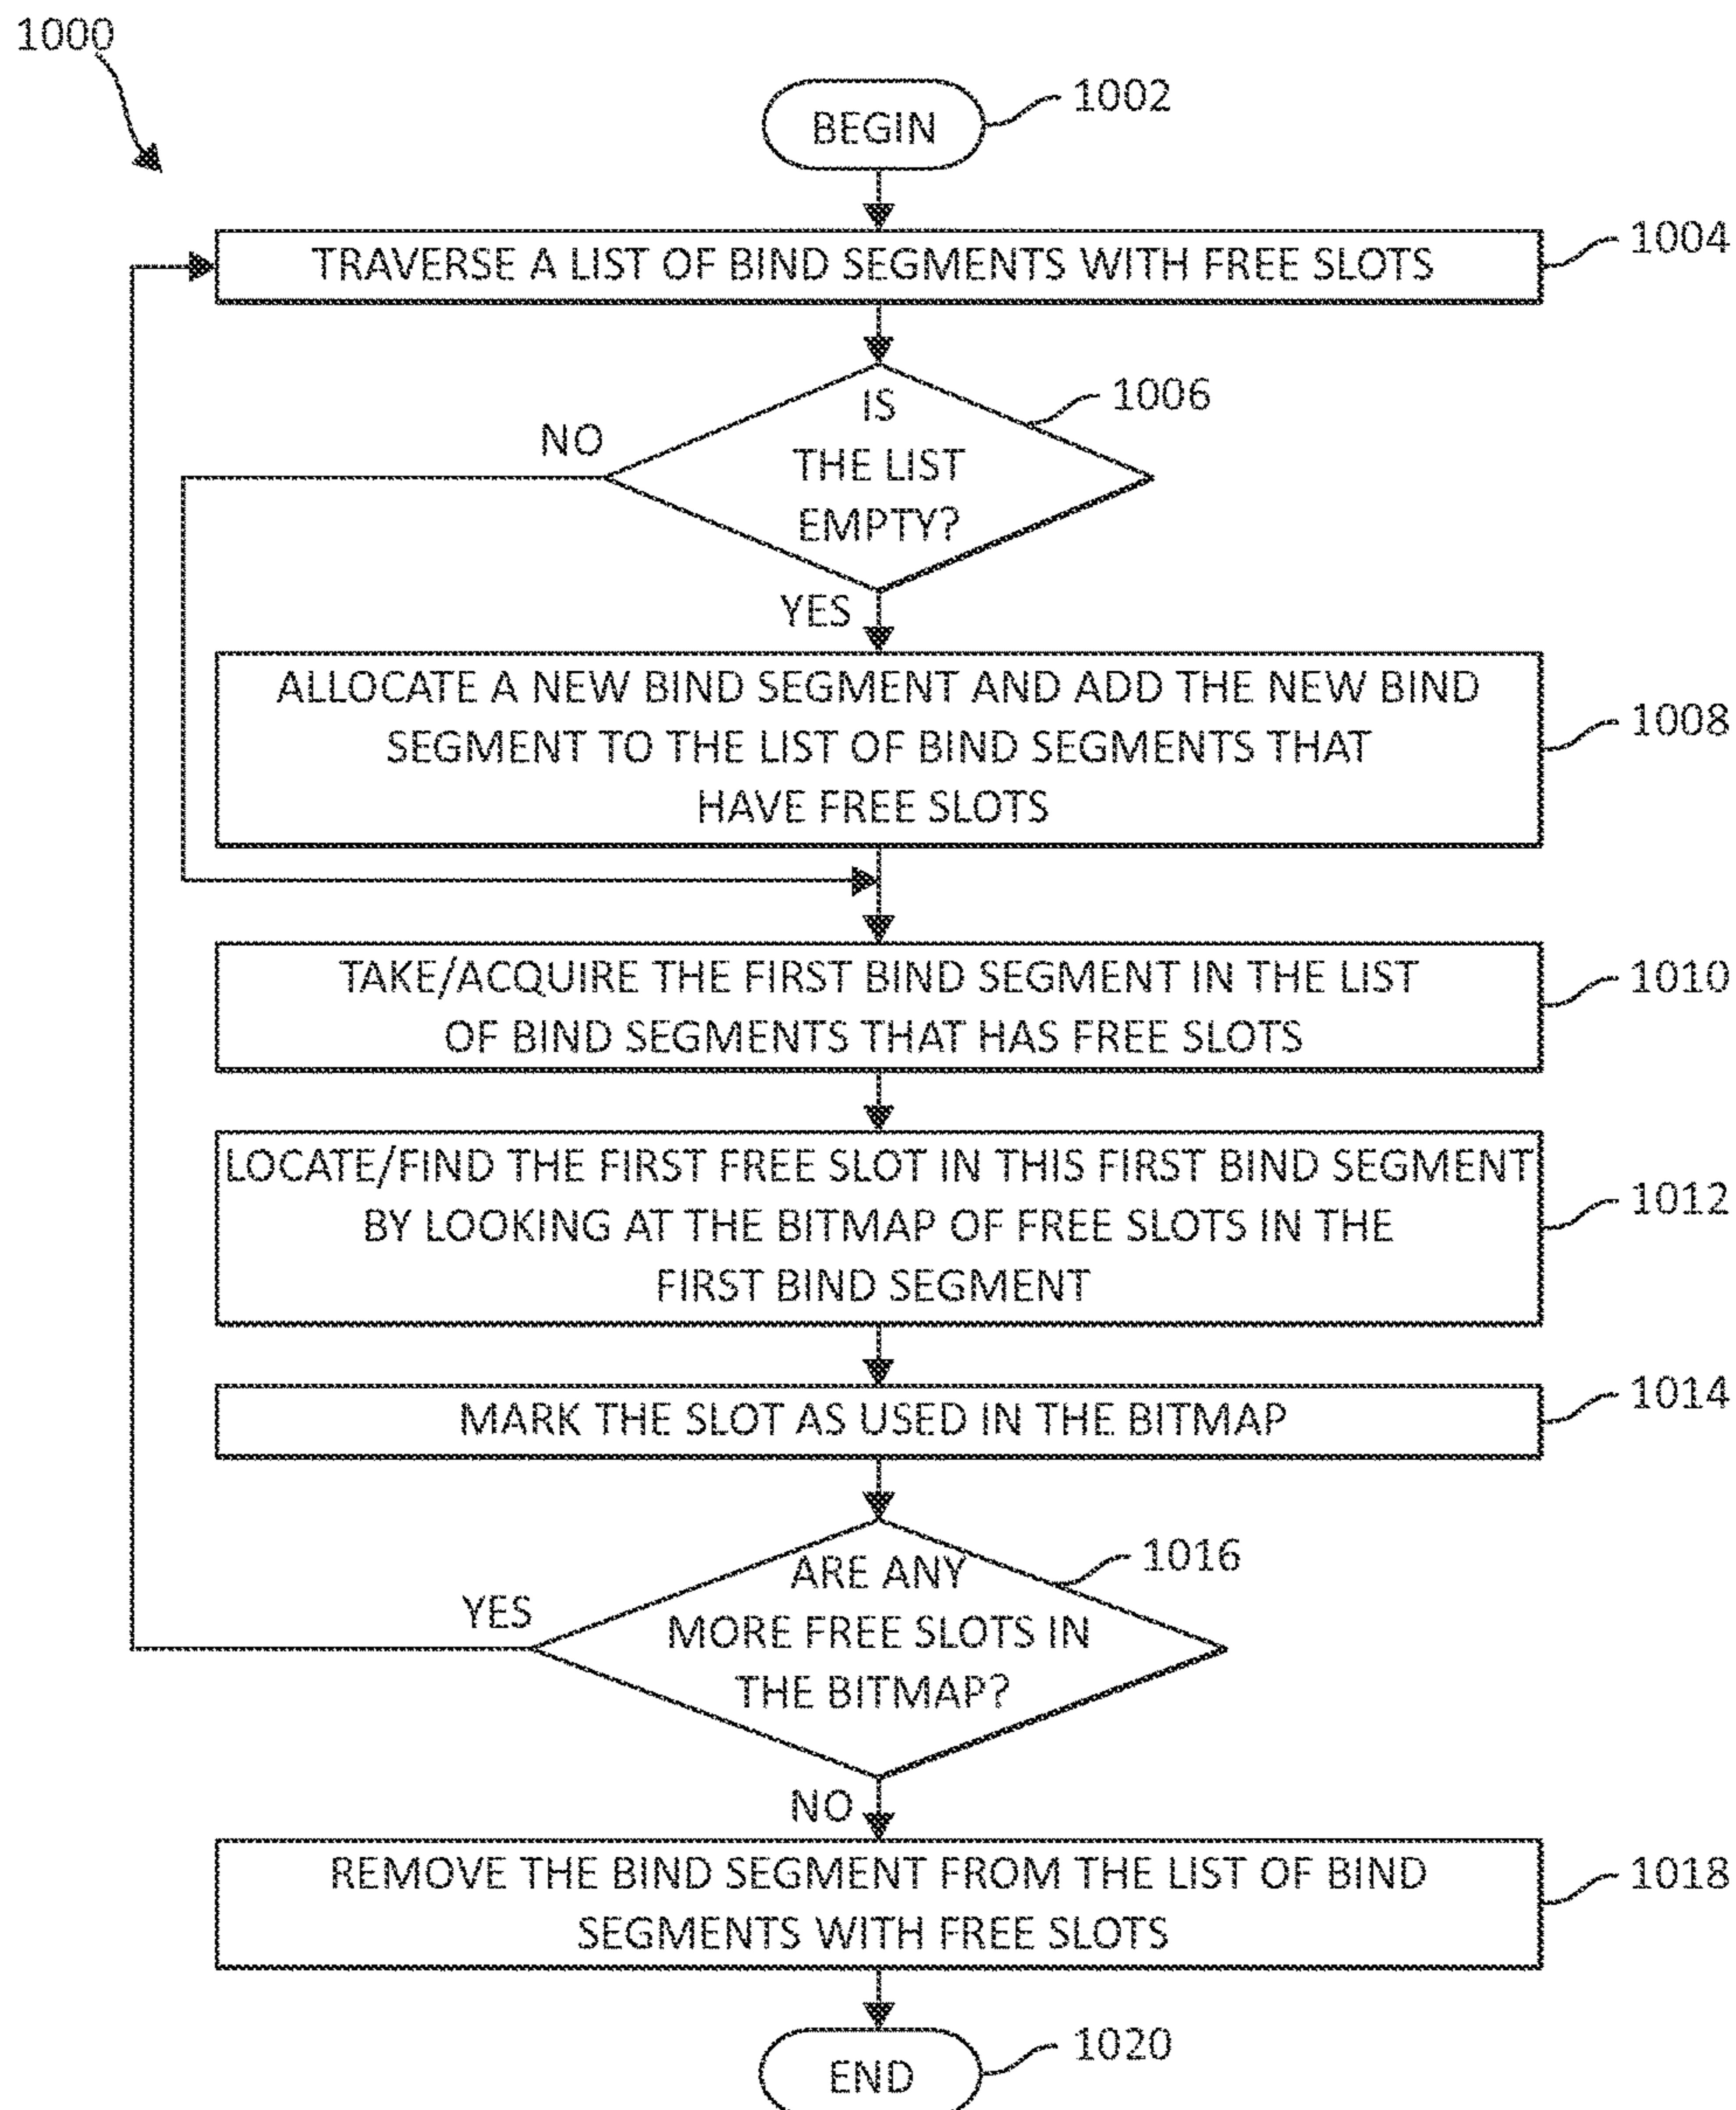 1000
BEGIN
1002
TRAVERSE A LIST OF BIND SEGMENTS WITH FREE SLOTS
1004
IS
THE LIST
EMPTY?
1006
NO
YES
ALLOCATE A NEW BIND SEGMENT AND ADD THE NEW BIND
SEGMENT TO THE LIST OF BIND SEGMENTS THAT
HAVE FREE SLOTS
1008
TAKE/ACQUIRE THE FIRST BIND SEGMENT IN THE LIST
OF BIND SEGMENTS THAT HAS FREE SLOTS
1010
LOCATE/FIND THE FIRST FREE SLOT IN THIS FIRST BIND SEGMENT
BY LOOKING AT THE BITMAP OF FREE SLOTS IN THE
FIRST BIND SEGMENT
1012
MARK THE SLOT AS USED IN THE BITMAP
1014
ARE ANY
MORE FREE SLOTS IN
THE BITMAP?
1016
YES
NO
REMOVE THE BIND SEGMENT FROM THE LIST OF BIND
SEGMENTS WITH FREE SLOTS
1018
END
1020